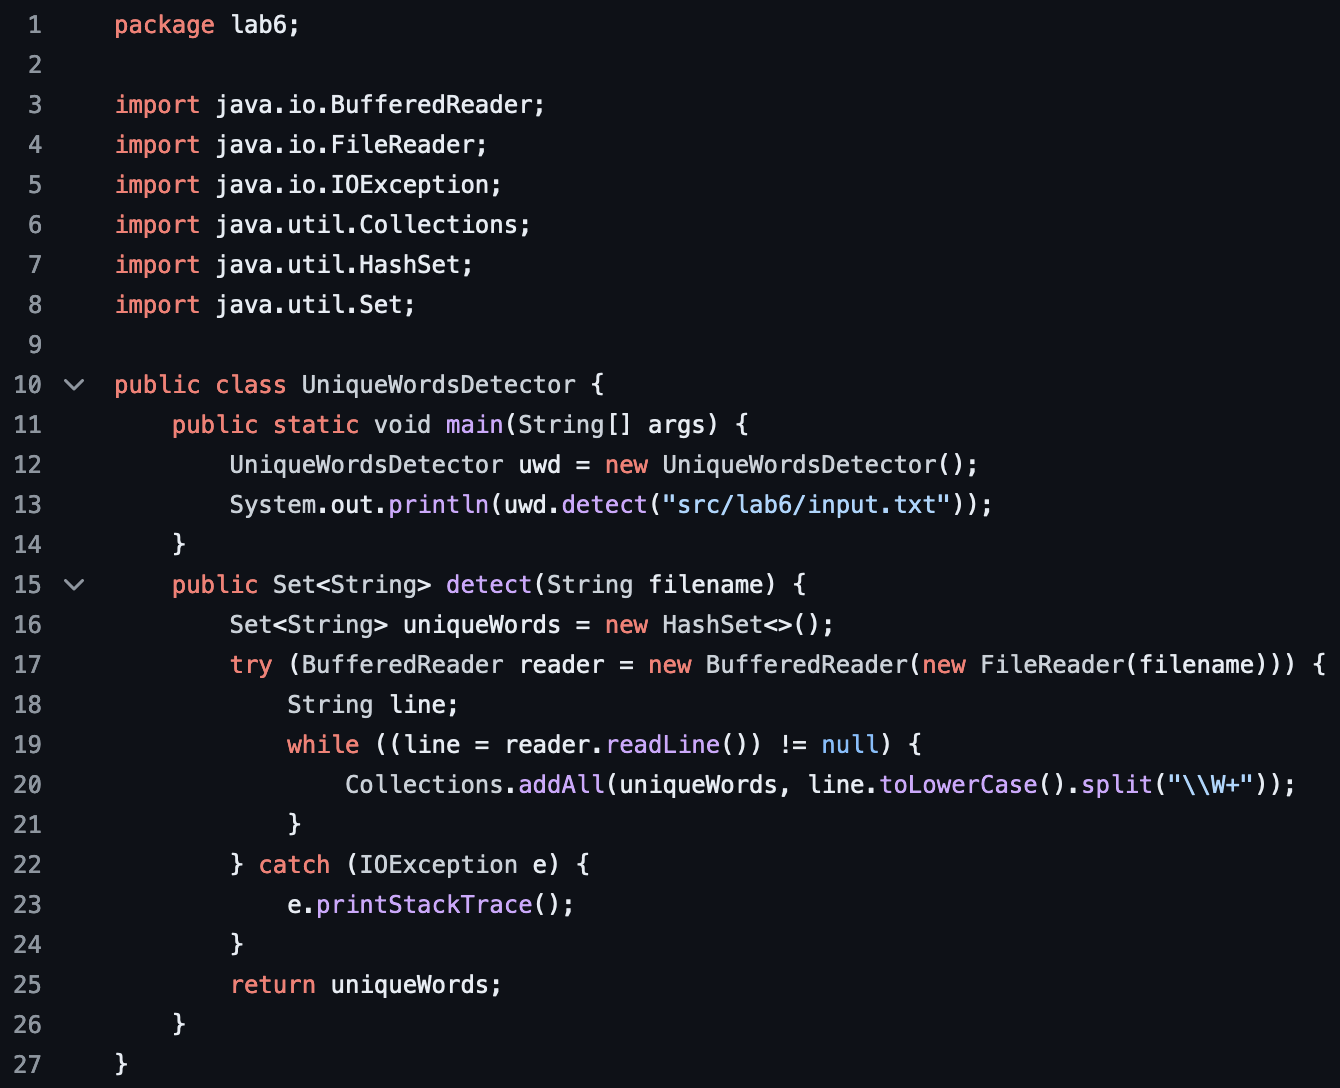 1 package lab6;
2
3 import java.io.BufferedReader;
4 import java.io.FileReader;
5 import java.io.IOException;
6 import java.util.Collections;
7 import java.util.HashSet;
8 import java.util.Set;
9
10 public class UniqueWordsDetector {
11     public static void main(String[] args) {
12         UniqueWordsDetector uwd = new UniqueWordsDetector();
13         System.out.println(uwd.detect("src/lab6/input.txt"));
14     }
15     public Set<String> detect(String filename) {
16         Set<String> uniqueWords = new HashSet<>();
17         try (BufferedReader reader = new BufferedReader(new FileReader(filename))) {
18             String line;
19             while ((line = reader.readLine()) != null) {
20                 Collections.addAll(uniqueWords, line.toLowerCase().split("\\W+"));
21             }
22         } catch (IOException e) {
23             e.printStackTrace();
24         }
25         return uniqueWords;
26     }
27 }